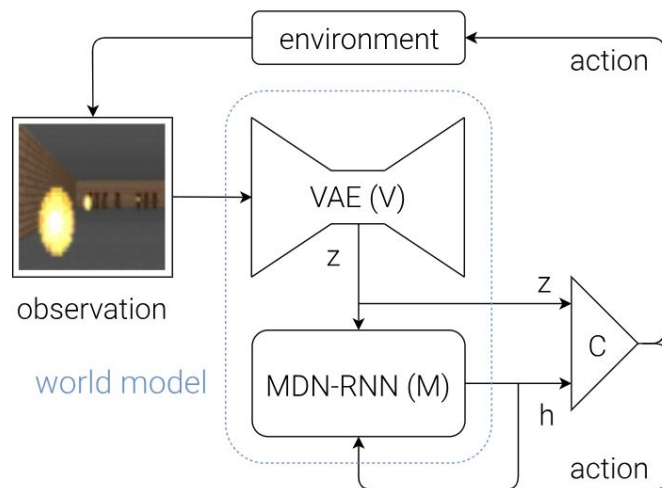 environment
action
VAE (V)
z
z
observation
C
world model
MDN-RNN (M)
h
action